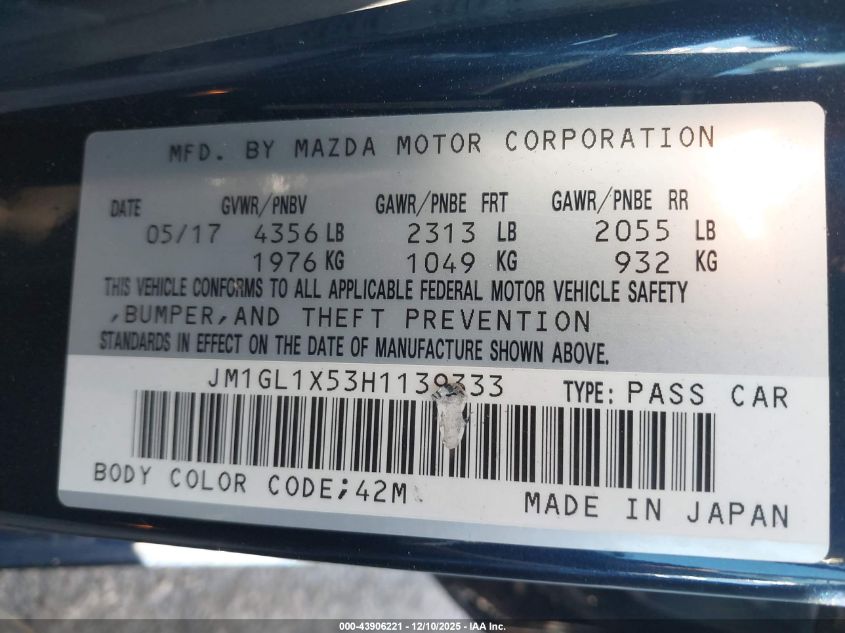 MFD. BY MAZDA MOTOR CORPORATION
DATE GVWR/PNBV GAWR/PNBE FRT GAWR/PNBE RR
05/17 4356 LB 2313 LB 2055 LB
1976 KG 1049 KG 932 KG
THIS VEHICLE CONFORMS TO ALL APPLICABLE FEDERAL MOTOR VEHICLE SAFETY
,BUMPER,AND THEFT PREVENTION
STANDARDS IN EFFECT ON THE DATE OF MANUFACTURE SHOWN ABOVE.
JM1GL1X53H1139333 TYPE: PASS CAR
BODY COLOR CODE;42M
MADE IN JAPAN
000-43906221 - 12/10/2025 - IAA Inc.